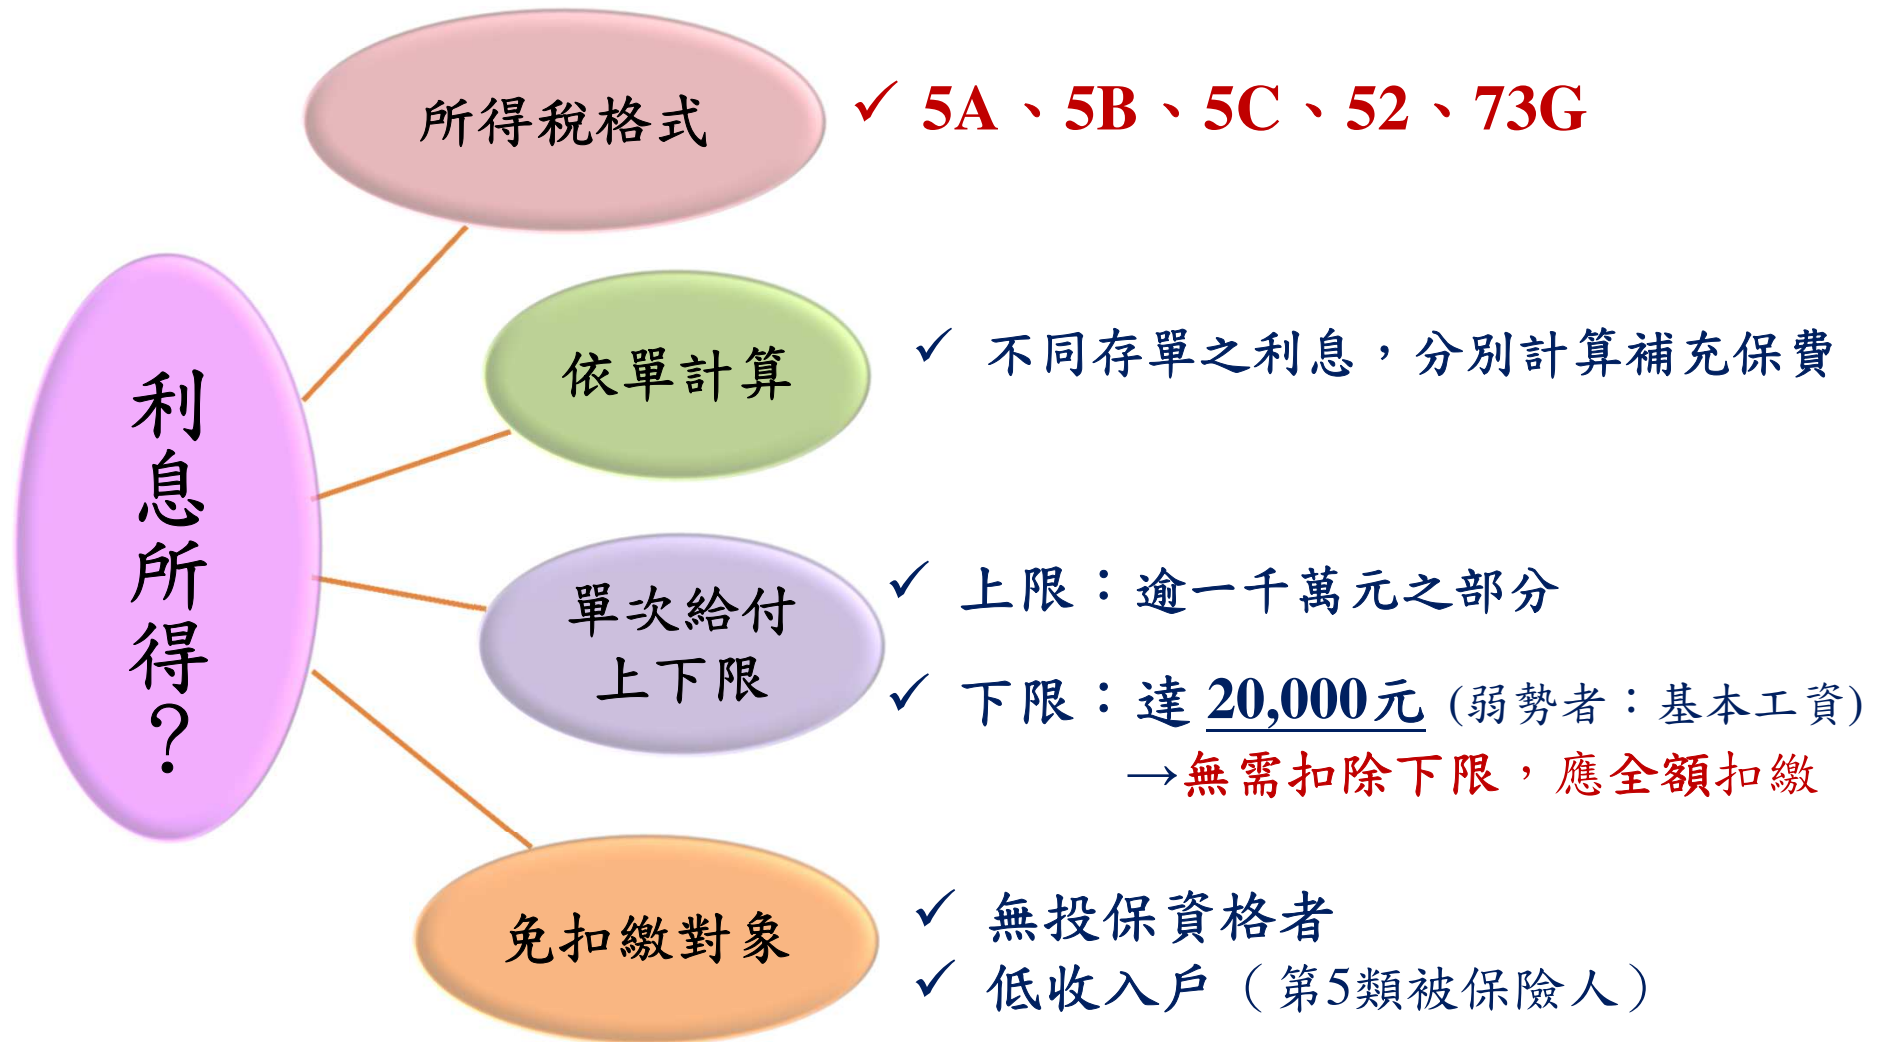 利息所得？
所得稅格式
✓ 5A、5B、5C、52、73G
依單計算
✓ 不同存單之利息，分別計算補充保費
單次給付
上下限
✓ 上限：逾一千萬元之部分
✓ 下限：達 20,000元 (弱勢者：基本工資)
→無需扣除下限，應全額扣繳
免扣繳對象
✓ 無投保資格者
✓ 低收入戶（第5類被保險人）